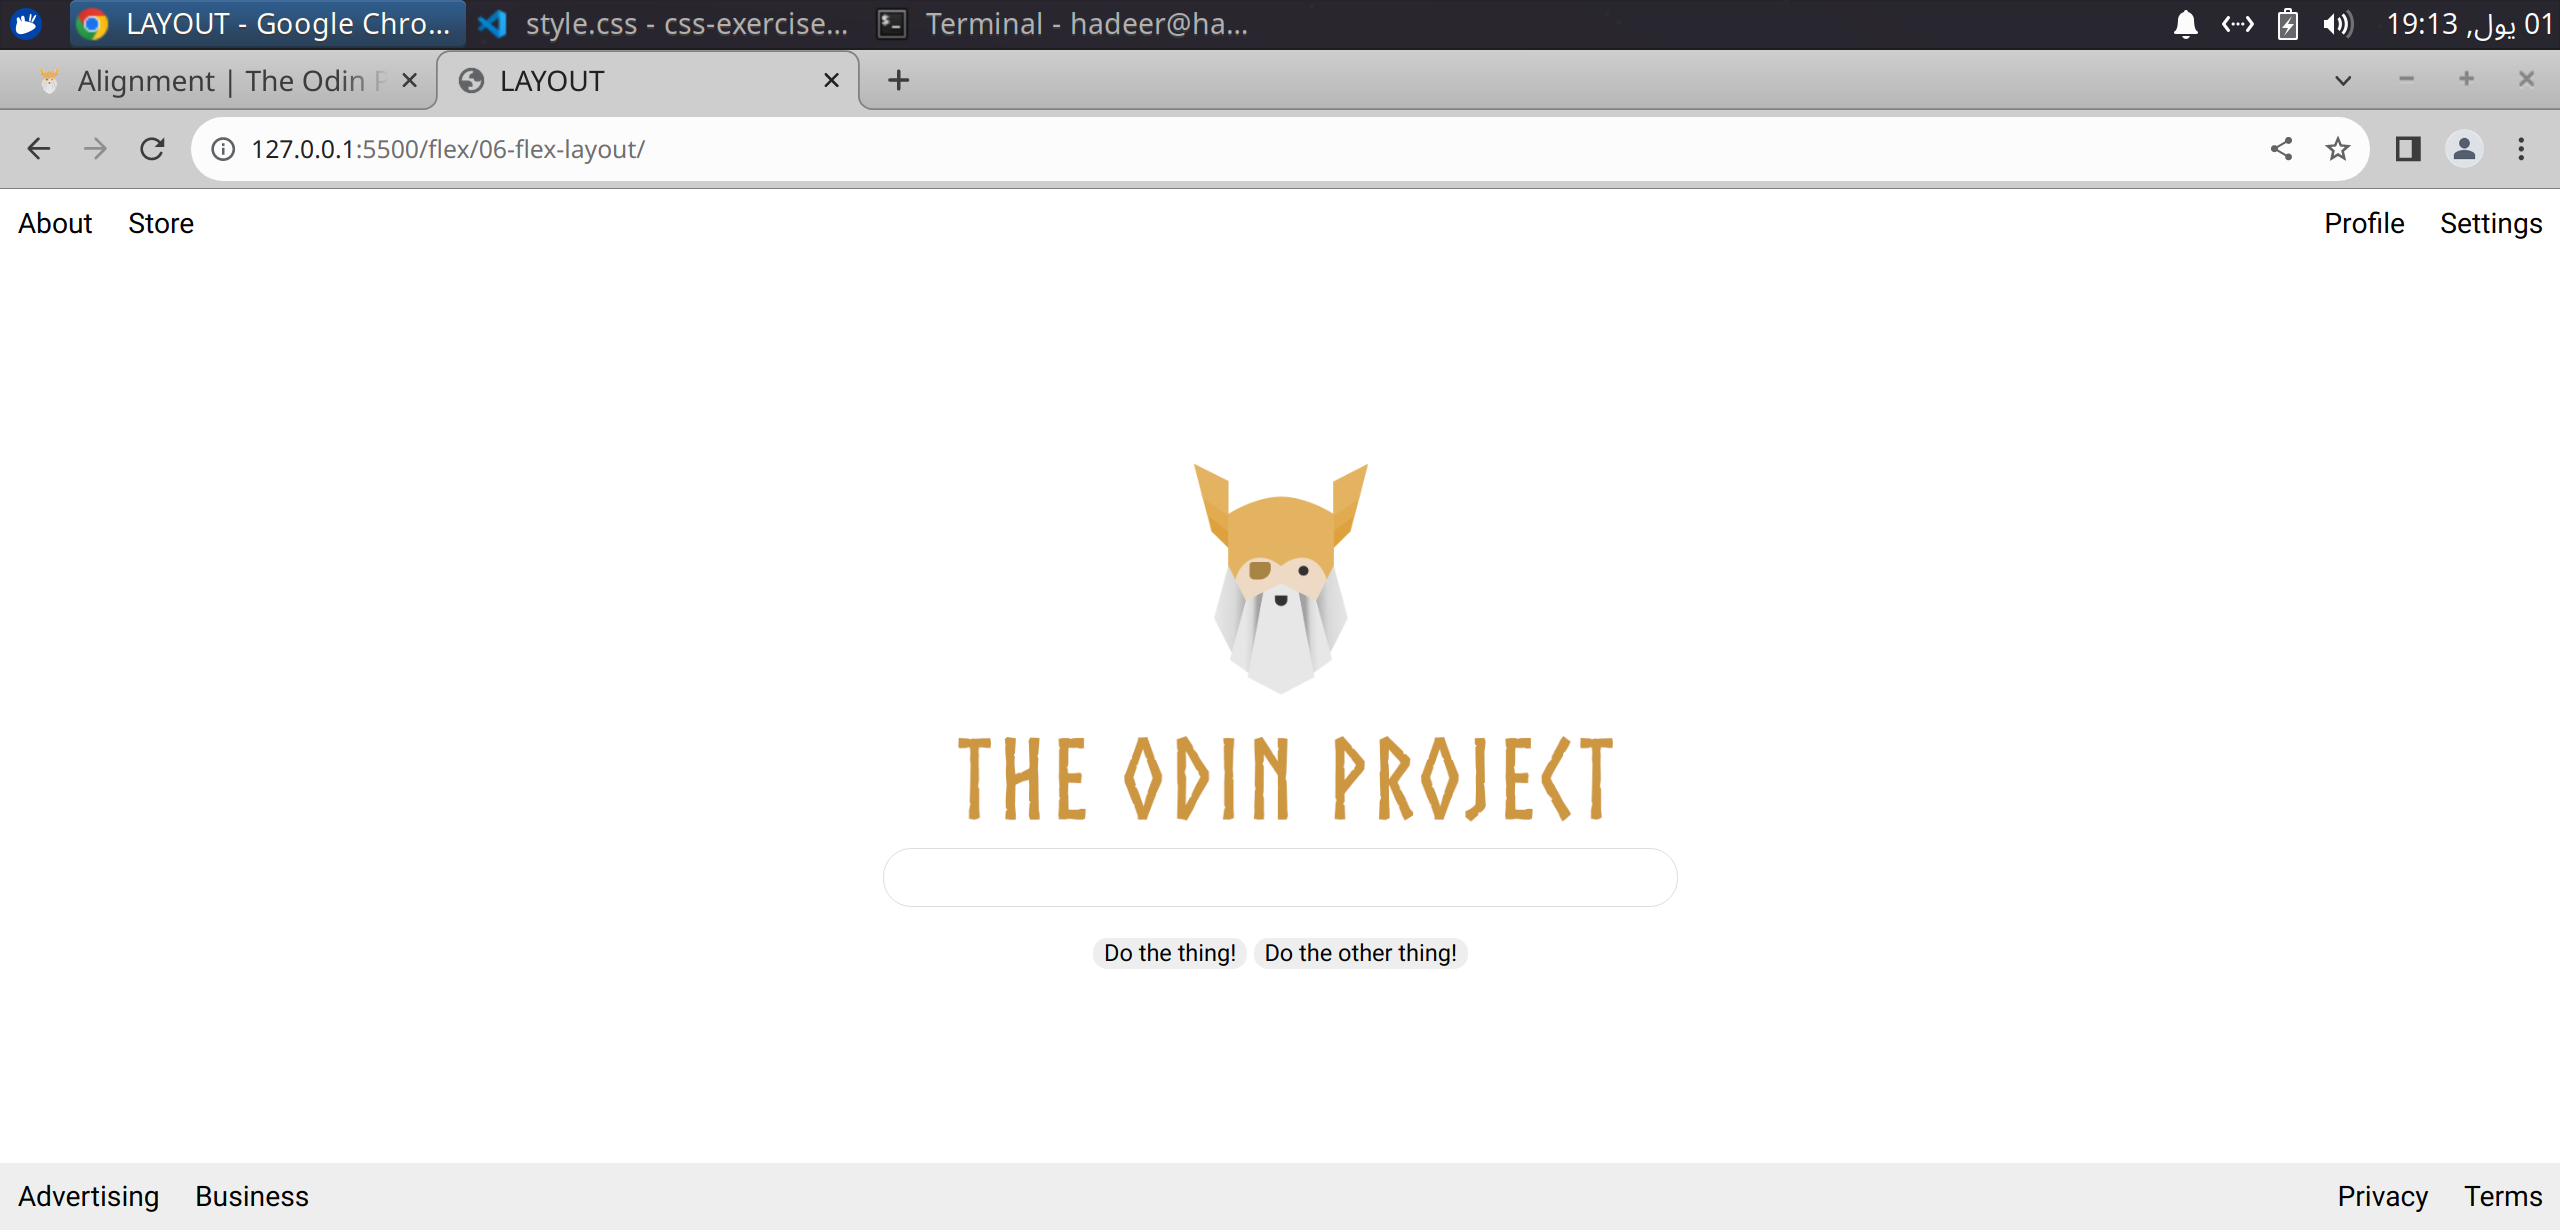 LAYOUT - Google Chro... style.css - css-exercise... Terminal - hadeer@ha... 01 يول, 19:13
Alignment | The Odin P LAYOUT
127.0.0.1:5500/flex/06-flex-layout/
About Store Profile Settings
THE ODIN PROJECT
Do the thing! Do the other thing!
Advertising Business Privacy Terms